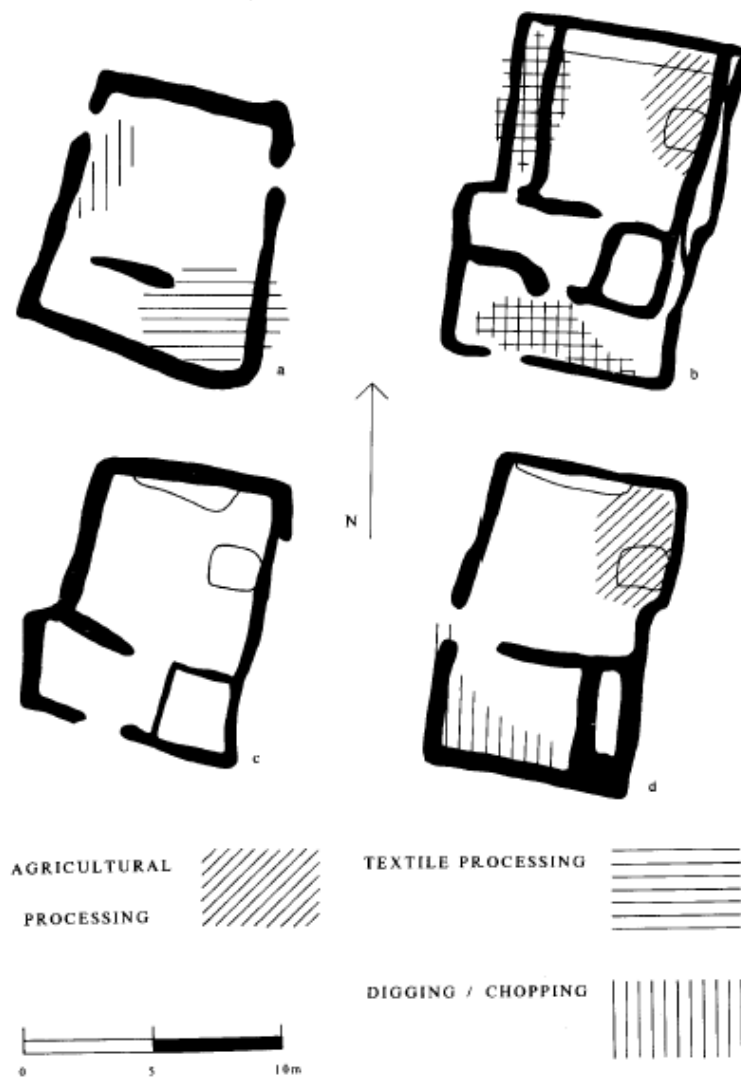 a
b
N
c
d
AGRICULTURAL
PROCESSING
TEXTILE PROCESSING
DIGGING / CHOPPING
0 5 10m